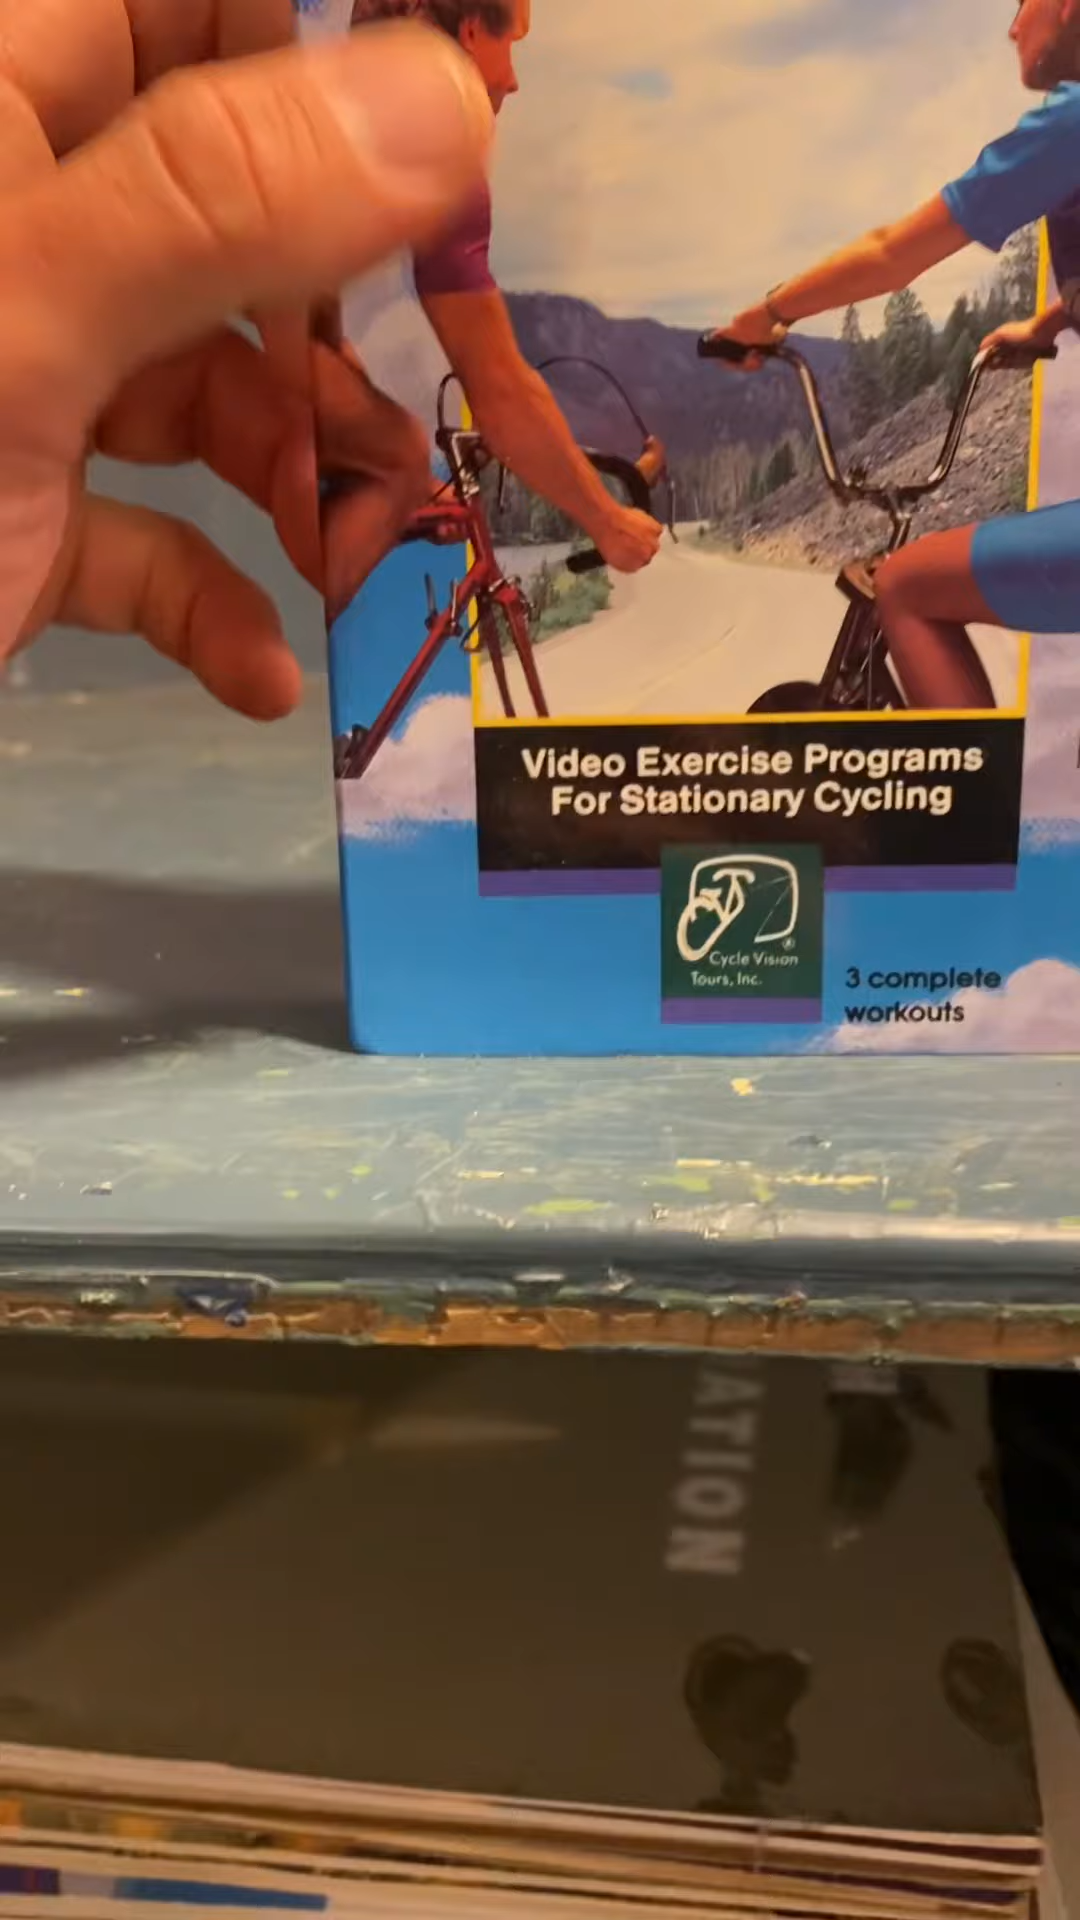 Video Exercise Programs
For Stationary Cycling
Cycle Vision
Tours, Inc.
®
3 complete
workouts
ATION